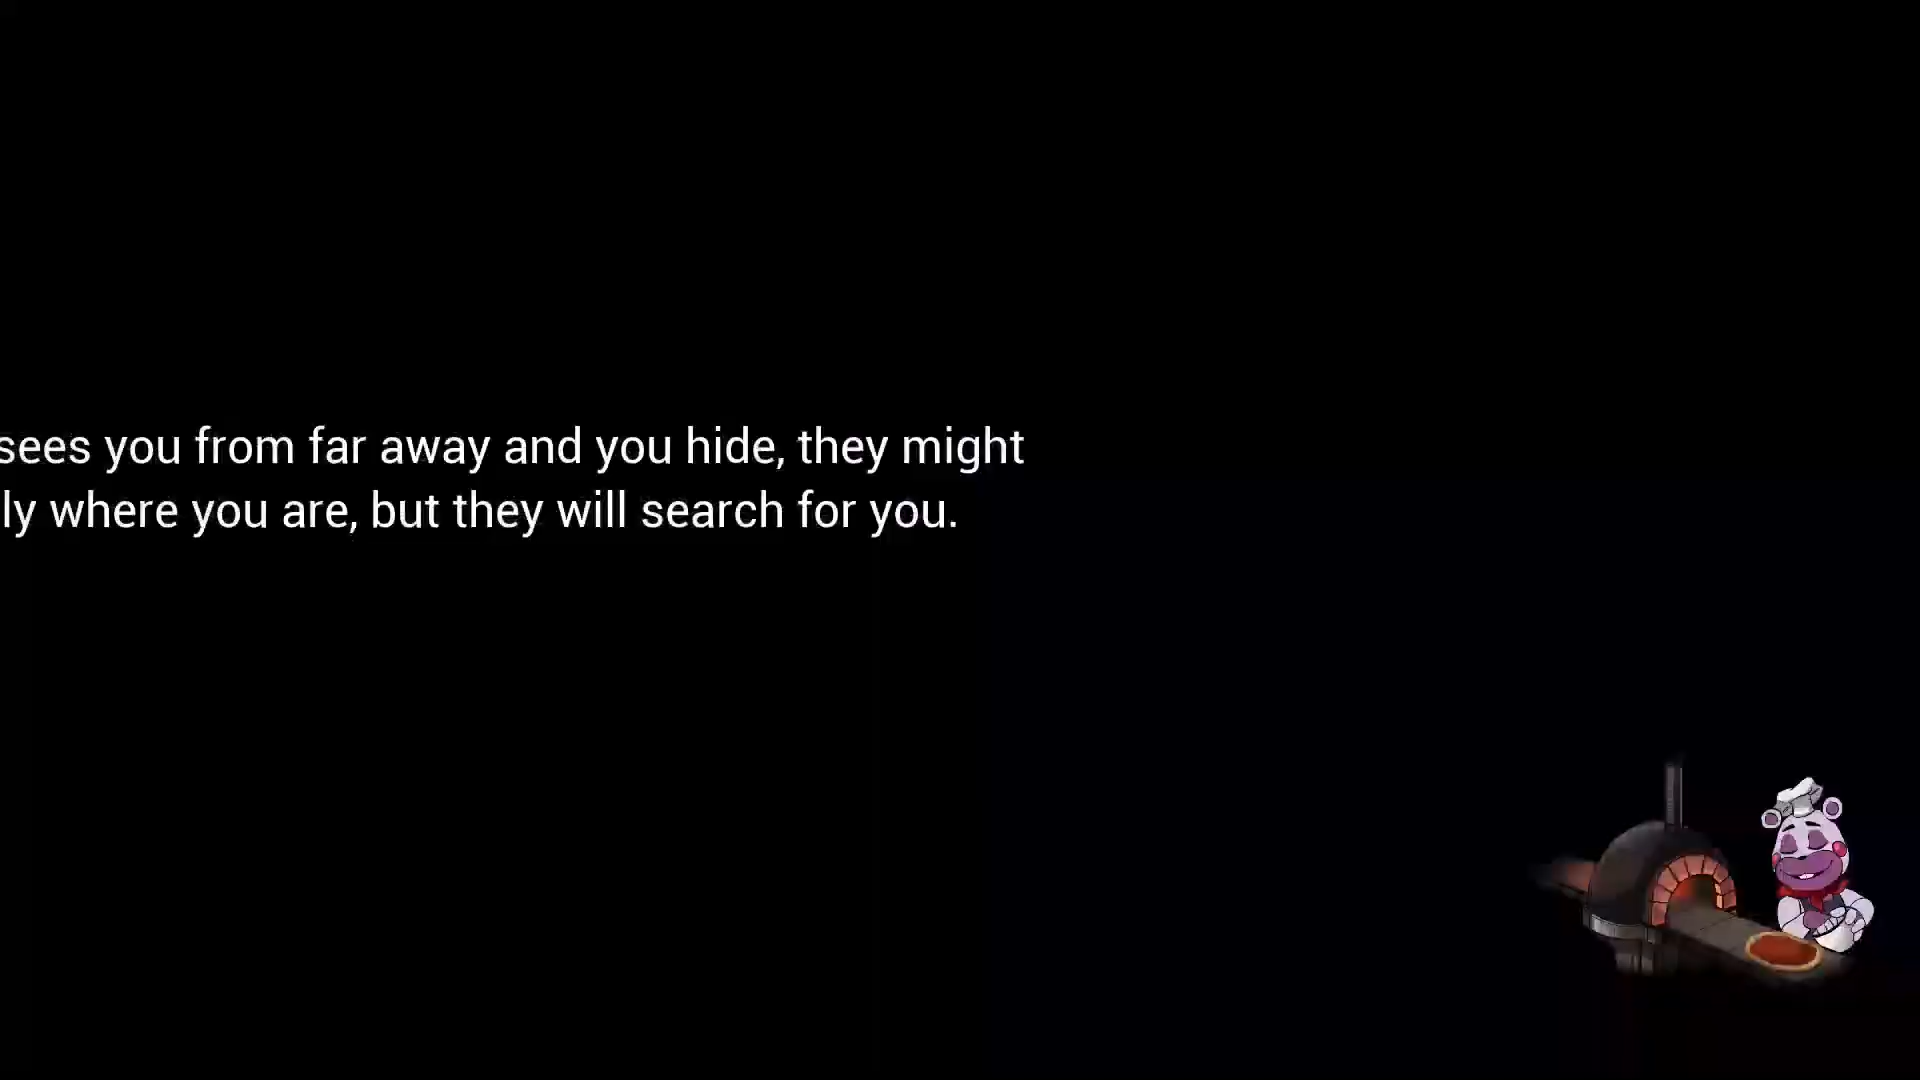 sees you from far away and you hide, they might
ly where you are, but they will search for you.